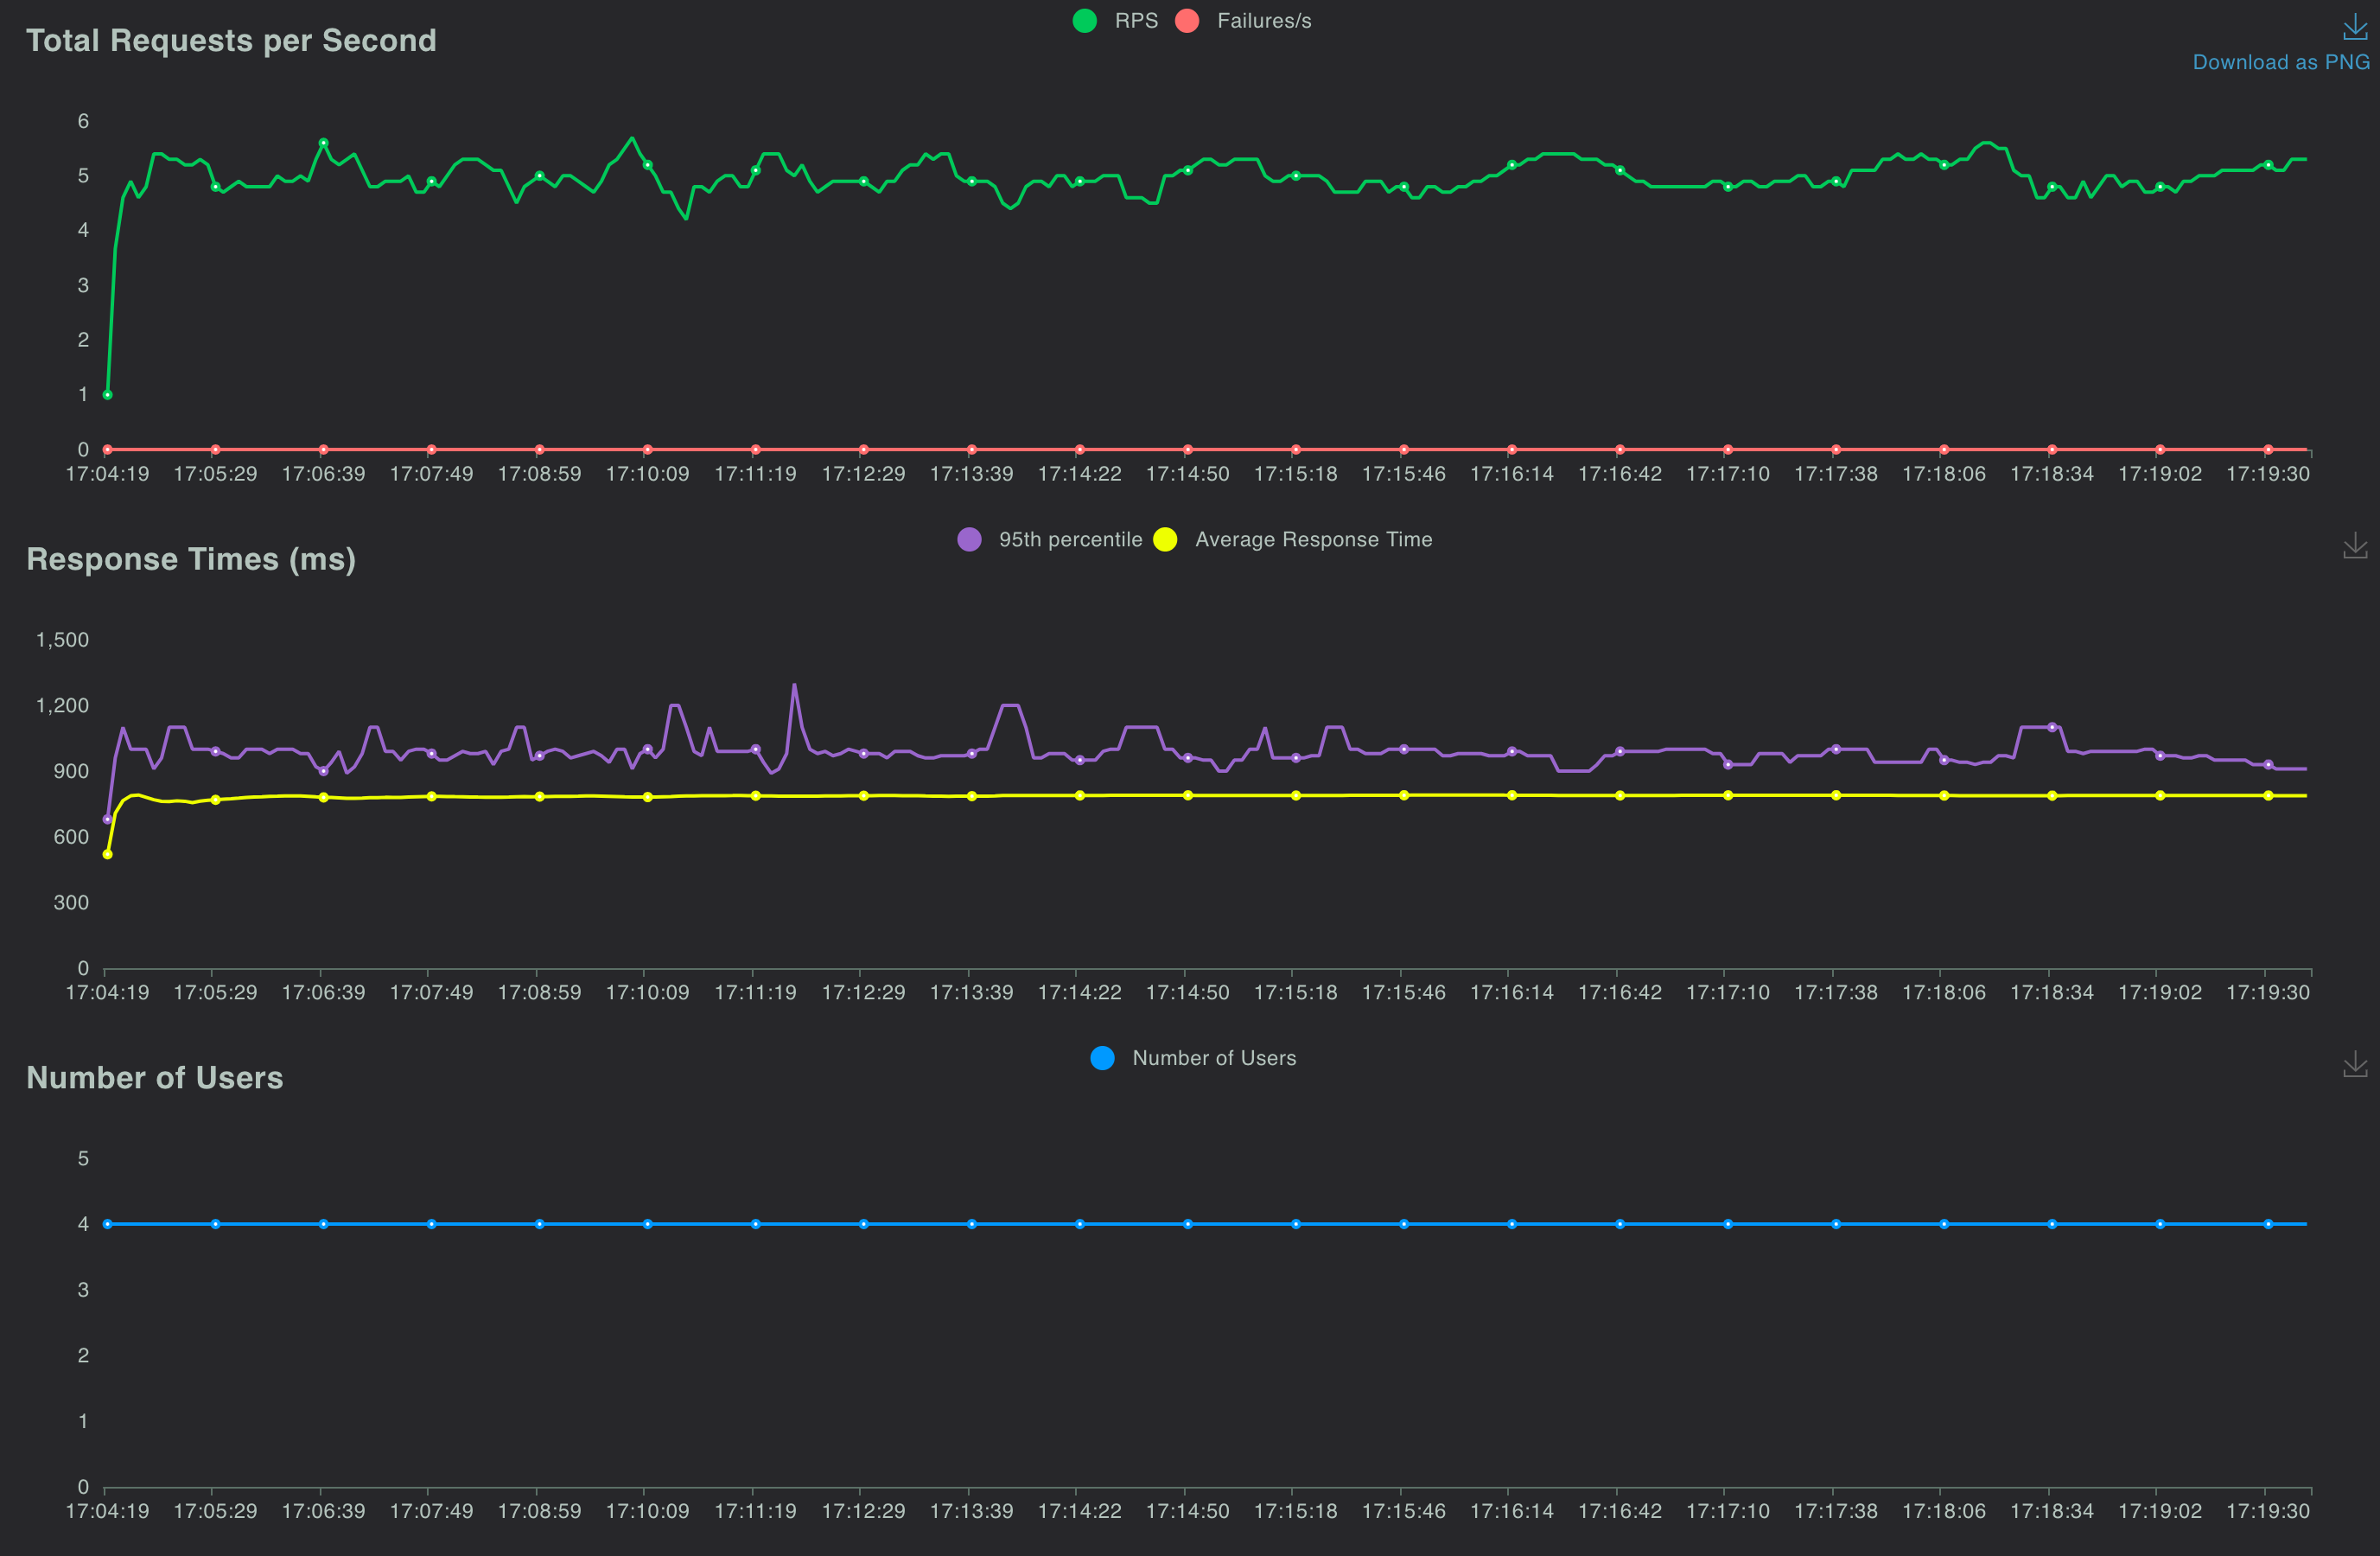 RPS Failures/s
Total Requests per Second
Download as PNG
6
5
4
3
2
1
0
17:04:19 17:05:29 17:06:39 17:07:49 17:08:59 17:10:09 17:11:19 17:12:29 17:13:39 17:14:22 17:14:50 17:15:18 17:15:46 17:16:14 17:16:42 17:17:10 17:17:38 17:18:06 17:18:34 17:19:02 17:19:30
95th percentile Average Response Time
Response Times (ms)
1,500
1,200
900
600
300
0
17:04:19 17:05:29 17:06:39 17:07:49 17:08:59 17:10:09 17:11:19 17:12:29 17:13:39 17:14:22 17:14:50 17:15:18 17:15:46 17:16:14 17:16:42 17:17:10 17:17:38 17:18:06 17:18:34 17:19:02 17:19:30
Number of Users
Number of Users
5
4
3
2
1
0
17:04:19 17:05:29 17:06:39 17:07:49 17:08:59 17:10:09 17:11:19 17:12:29 17:13:39 17:14:22 17:14:50 17:15:18 17:15:46 17:16:14 17:16:42 17:17:10 17:17:38 17:18:06 17:18:34 17:19:02 17:19:30